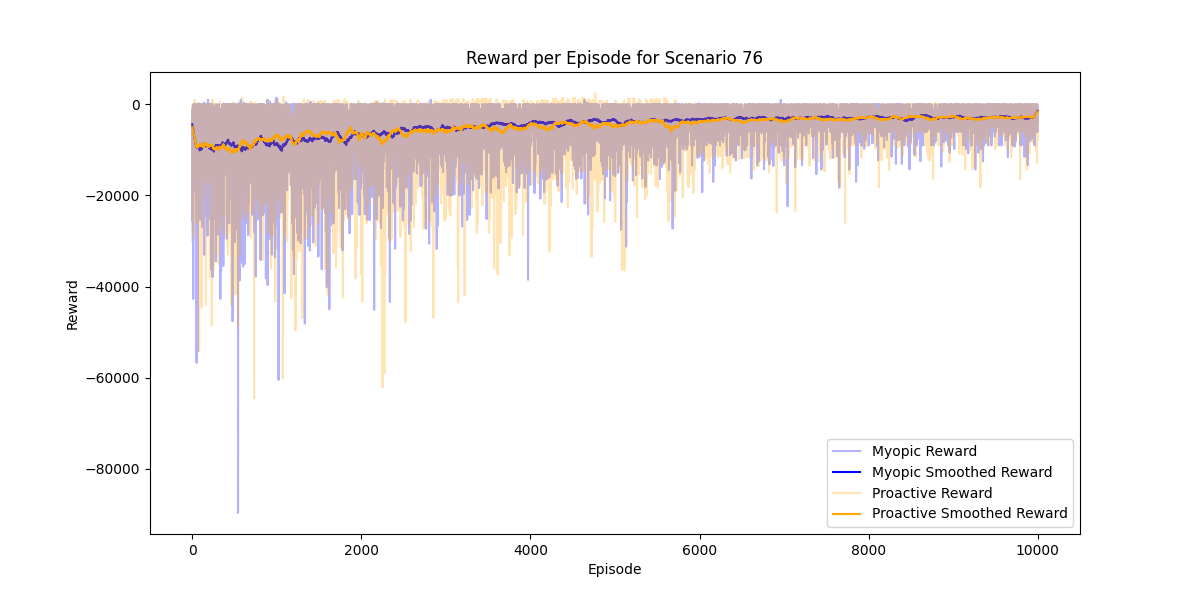 Reward per Episode for Scenario 76
0
−20000
−40000
−60000
−80000
Reward
0
2000
4000
6000
8000
10000
Episode
Myopic Reward
Myopic Smoothed Reward
Proactive Reward
Proactive Smoothed Reward